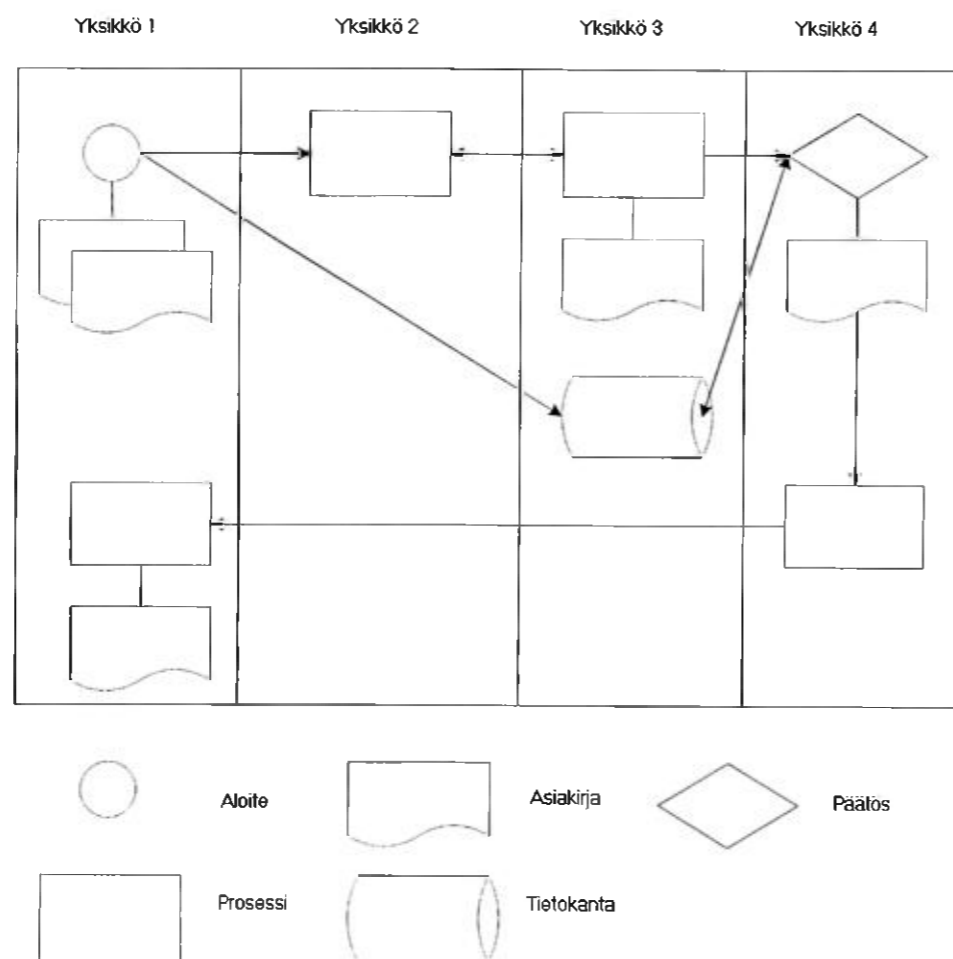 Yksikkö 1
Yksikkö 2
Yksikkö 3
Yksikkö 4
Aloite
Asiakirja
Päätös
Prosessi
Tietokanta